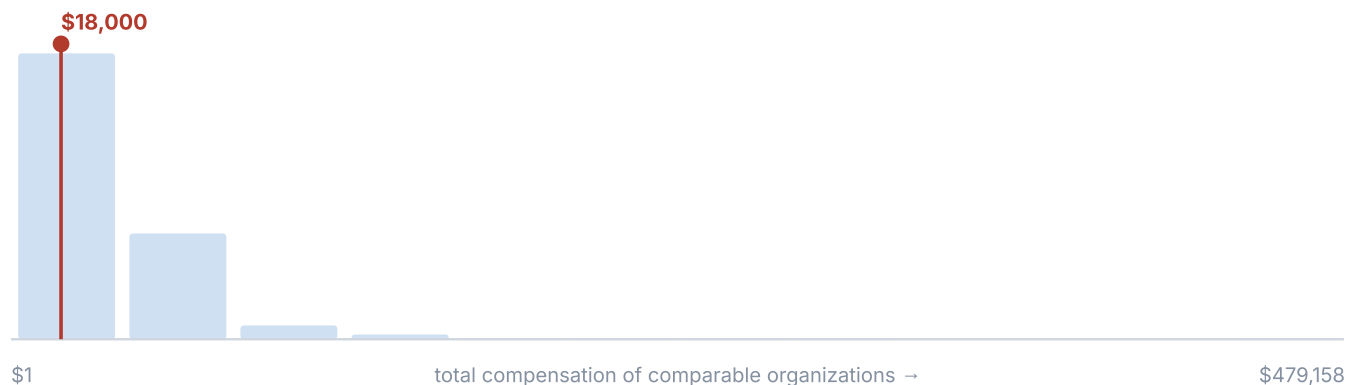 $18,000
$1 total compensation of comparable organizations → $479,158